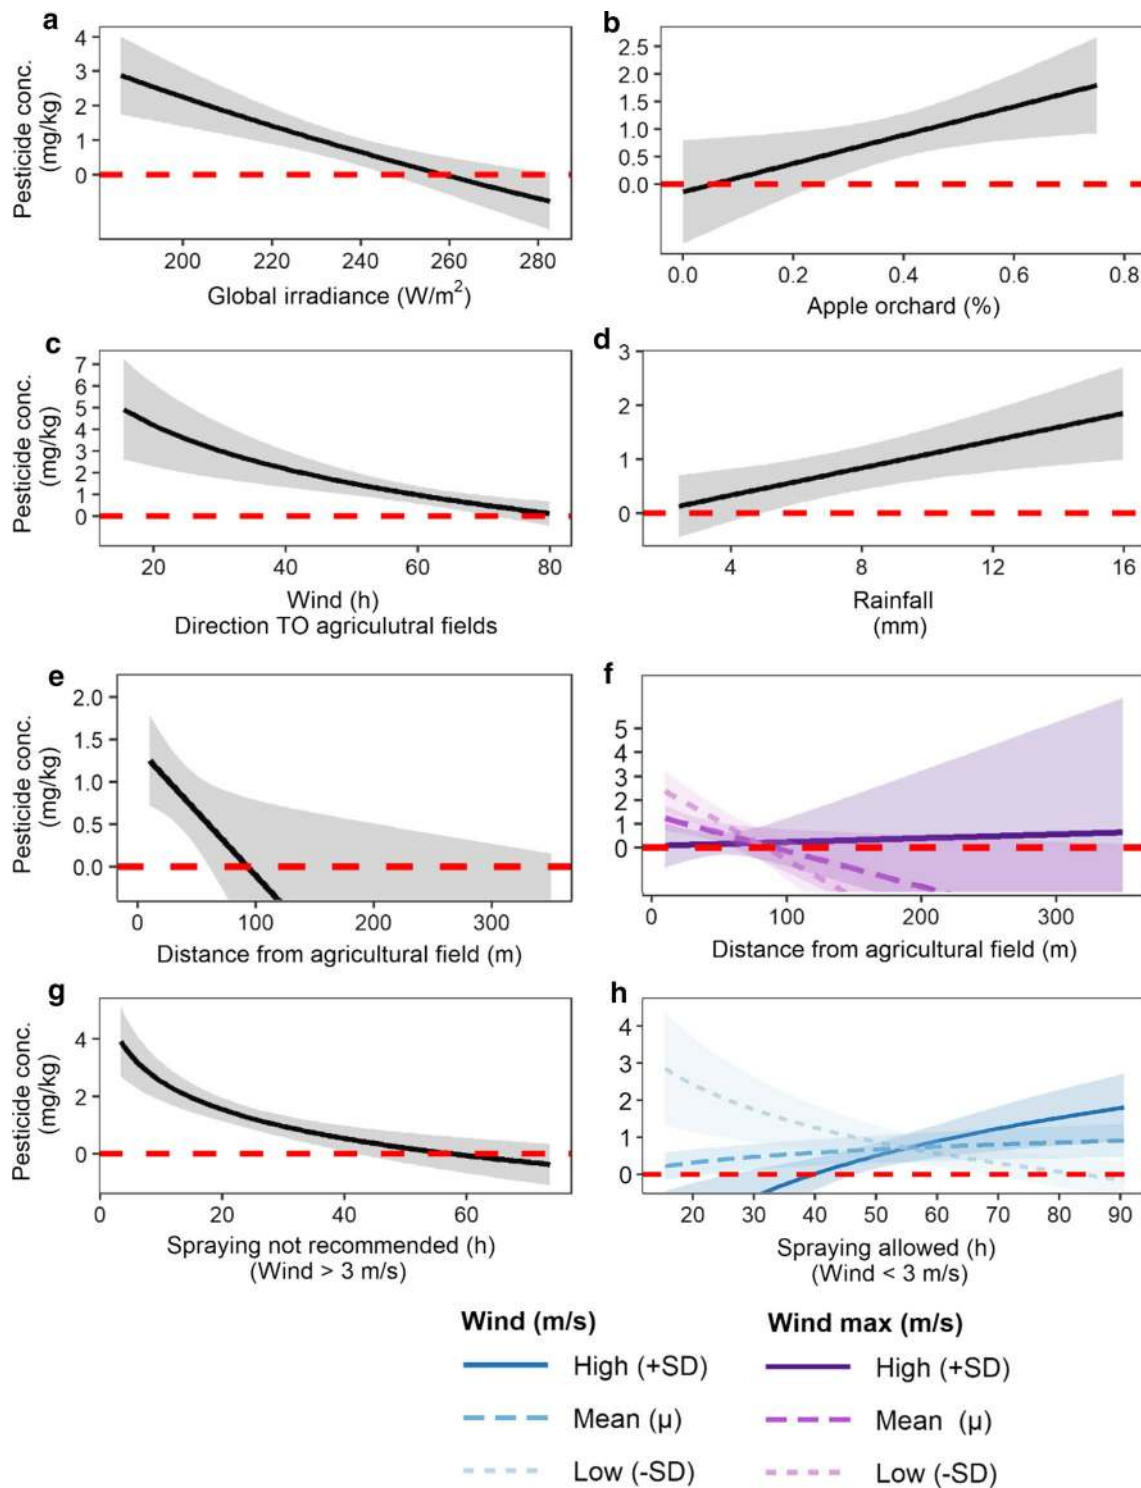 a
Pesticide conc.
(mg/kg)
4
3
2
1
0
200 220 240 260 280
Global irradiance (W/m²)
b
2.5
2.0
1.5
1.0
0.5
0.0
0.0 0.2 0.4 0.6 0.8
Apple orchard (%)
c
Pesticide conc.
(mg/kg)
7
6
5
4
3
2
1
0
20 40 60 80
Wind (h)
Direction TO agriculutral fields
d
3
2
1
0
4 8 12 16
Rainfall
(mm)
e
Pesticide conc.
(mg/kg)
2.0
1.5
1.0
0.5
0.0
0 100 200 300
Distance from agricultural field (m)
f
5
4
3
2
1
0
0 100 200 300
Distance from agricultural field (m)
g
Pesticide conc.
(mg/kg)
4
2
0
0 20 40 60
Spraying not recommended (h)
(Wind > 3 m/s)
h
4
3
2
1
0
20 30 40 50 60 70 80 90
Spraying allowed (h)
(Wind < 3 m/s)
Wind (m/s)
High (+SD)
Mean (µ)
Low (-SD)
Wind max (m/s)
High (+SD)
Mean (µ)
Low (-SD)